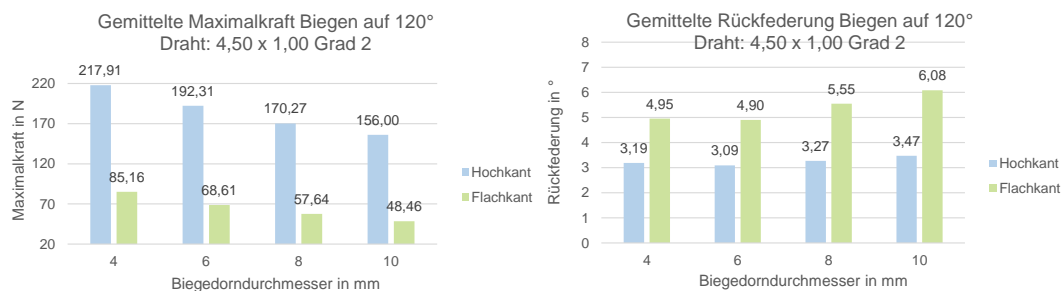 Gemittelte Maximalkraft Biegen auf 120°
Draht: 4,50 x 1,00 Grad 2
217,91
192,31
170,27
156,00
85,16
68,61
57,64
48,46
220
170
120
70
20
Maximalkraft in N
4 6 8 10
Biegedorndurchmesser in mm
Hochkant
Flachkant
Gemittelte Rückfederung Biegen auf 120°
Draht: 4,50 x 1,00 Grad 2
8
7
6
5
4
3
2
1
0
Rückfederung in °
3,19
4,95
3,09
4,90
3,27
5,55
3,47
6,08
4 6 8 10
Biegedorndurchmesser in mm
Hochkant
Flachkant